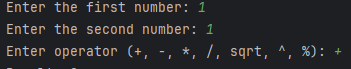 Enter the first number: 1
Enter the second number: 1
Enter operator (+, -, *, /, sqrt, ^, %): +